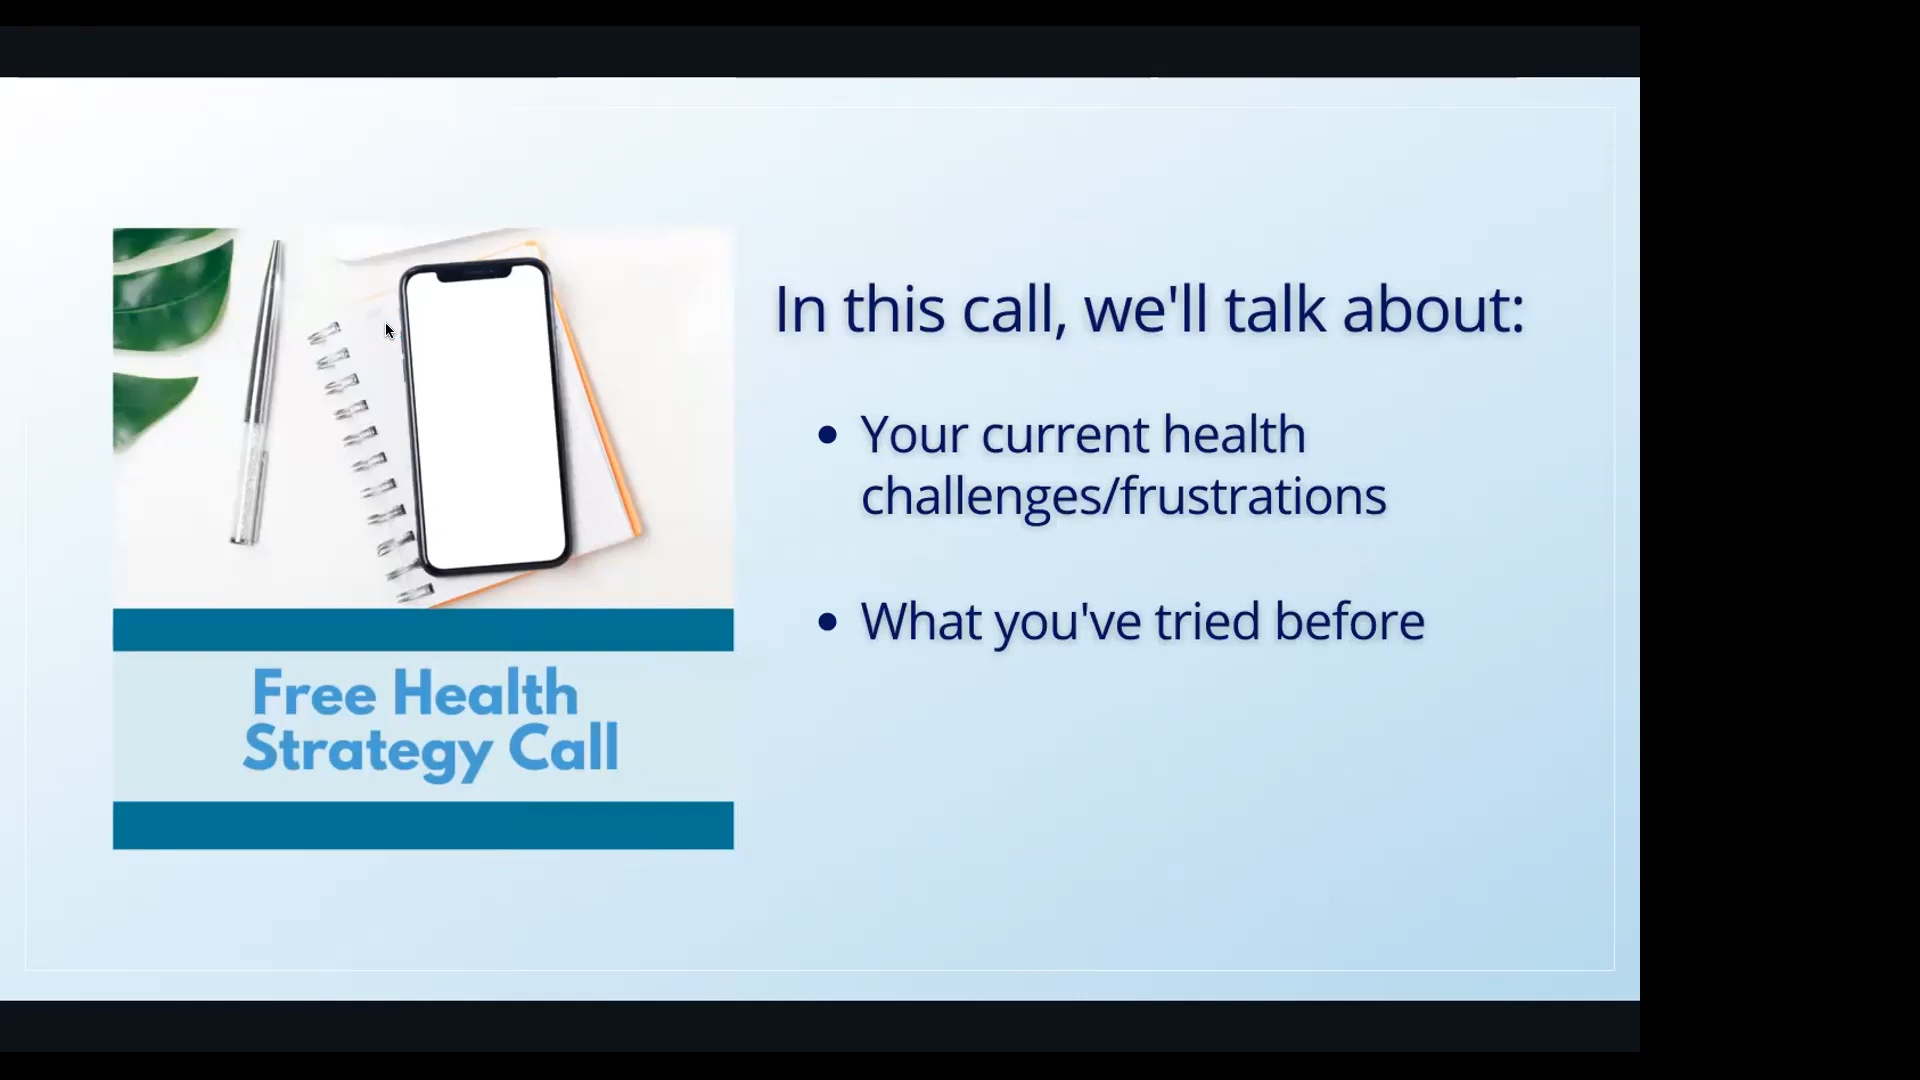 In this call, we'll talk about:
• Your current health
challenges/frustrations
• What you've tried before
Free Health
Strategy Call